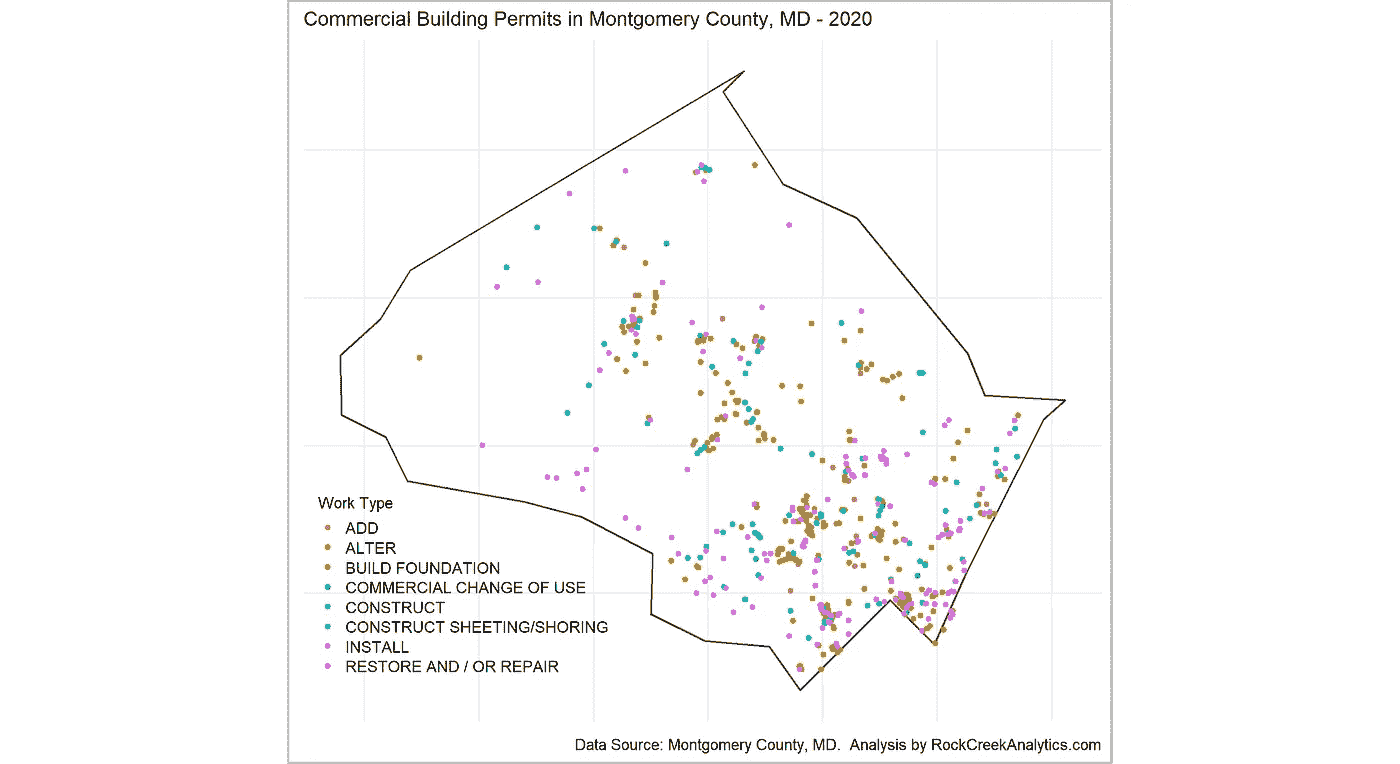 Commercial Building Permits in Montgomery County, MD - 2020
Work Type
ADD
ALTER
BUILD FOUNDATION
COMMERCIAL CHANGE OF USE
CONSTRUCT
CONSTRUCT SHEETING/SHORING
INSTALL
RESTORE AND / OR REPAIR
Data Source: Montgomery County, MD.  Analysis by RockCreekAnalytics.com